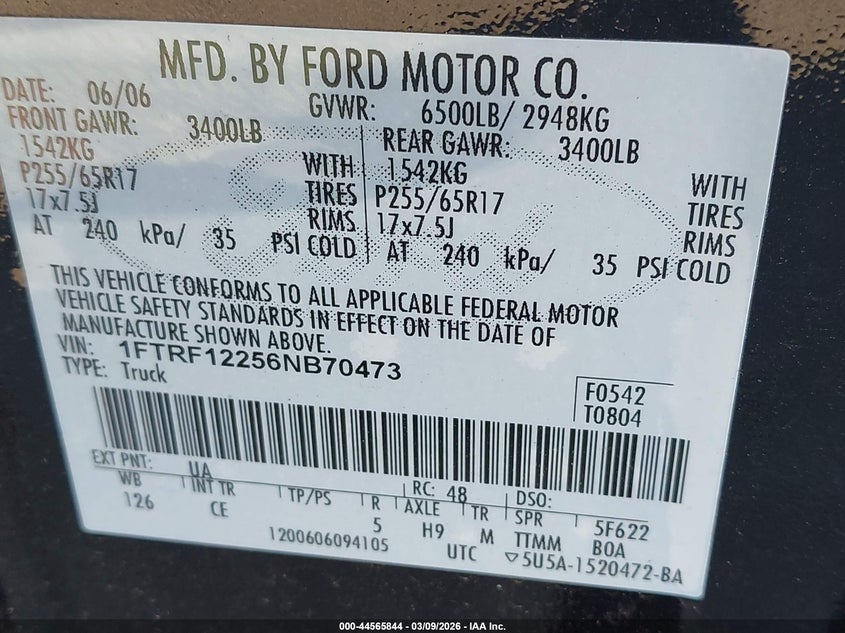 MFD. BY FORD MOTOR CO.
DATE: 06/06 GVWR: 6500LB/ 2948KG
FRONT GAWR: 3400LB REAR GAWR: 3400LB
1542KG WITH 1542KG WITH
P255/65R17 TIRES P255/65R17 TIRES
17x7.5J RIMS 17x7.5J RIMS
AT 240 kPa/ 35 PSI COLD AT 240 kPa/ 35 PSI COLD
THIS VEHICLE CONFORMS TO ALL APPLICABLE FEDERAL MOTOR
VEHICLE SAFETY STANDARDS IN EFFECT ON THE DATE OF
MANUFACTURE SHOWN ABOVE.
VIN: 1FTRF12256NB70473
TYPE: Truck
F0542
T0804
EXT PNT: UA RC: 48 DSO:
WB INT TR TP/PS R AXLE TR SPR 5F622
126 CE 5 H9 M TTMM BOA
1200606094105 UTC ▽5U5A-1520472-BA
000-44565844 | 03/09/2026 - IAA Inc.